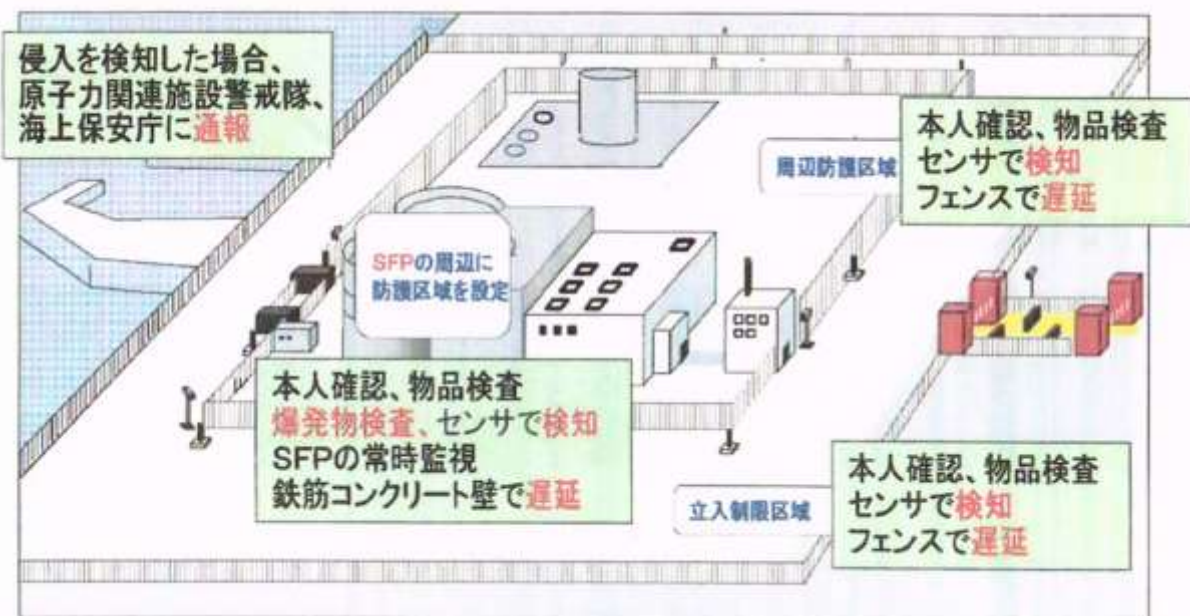 侵入を検知した場合、
原子力関連施設警戒隊、
海上保安庁に通報
本人確認、物品検査
センサで検知
フェンスで遅延
周辺防護区域
SFPの周辺に
防護区域を設定
本人確認、物品検査
爆発物検査、センサで検知
SFPの常時監視
鉄筋コンクリート壁で遅延
立入制限区域
本人確認、物品検査
センサで検知
フェンスで遅延